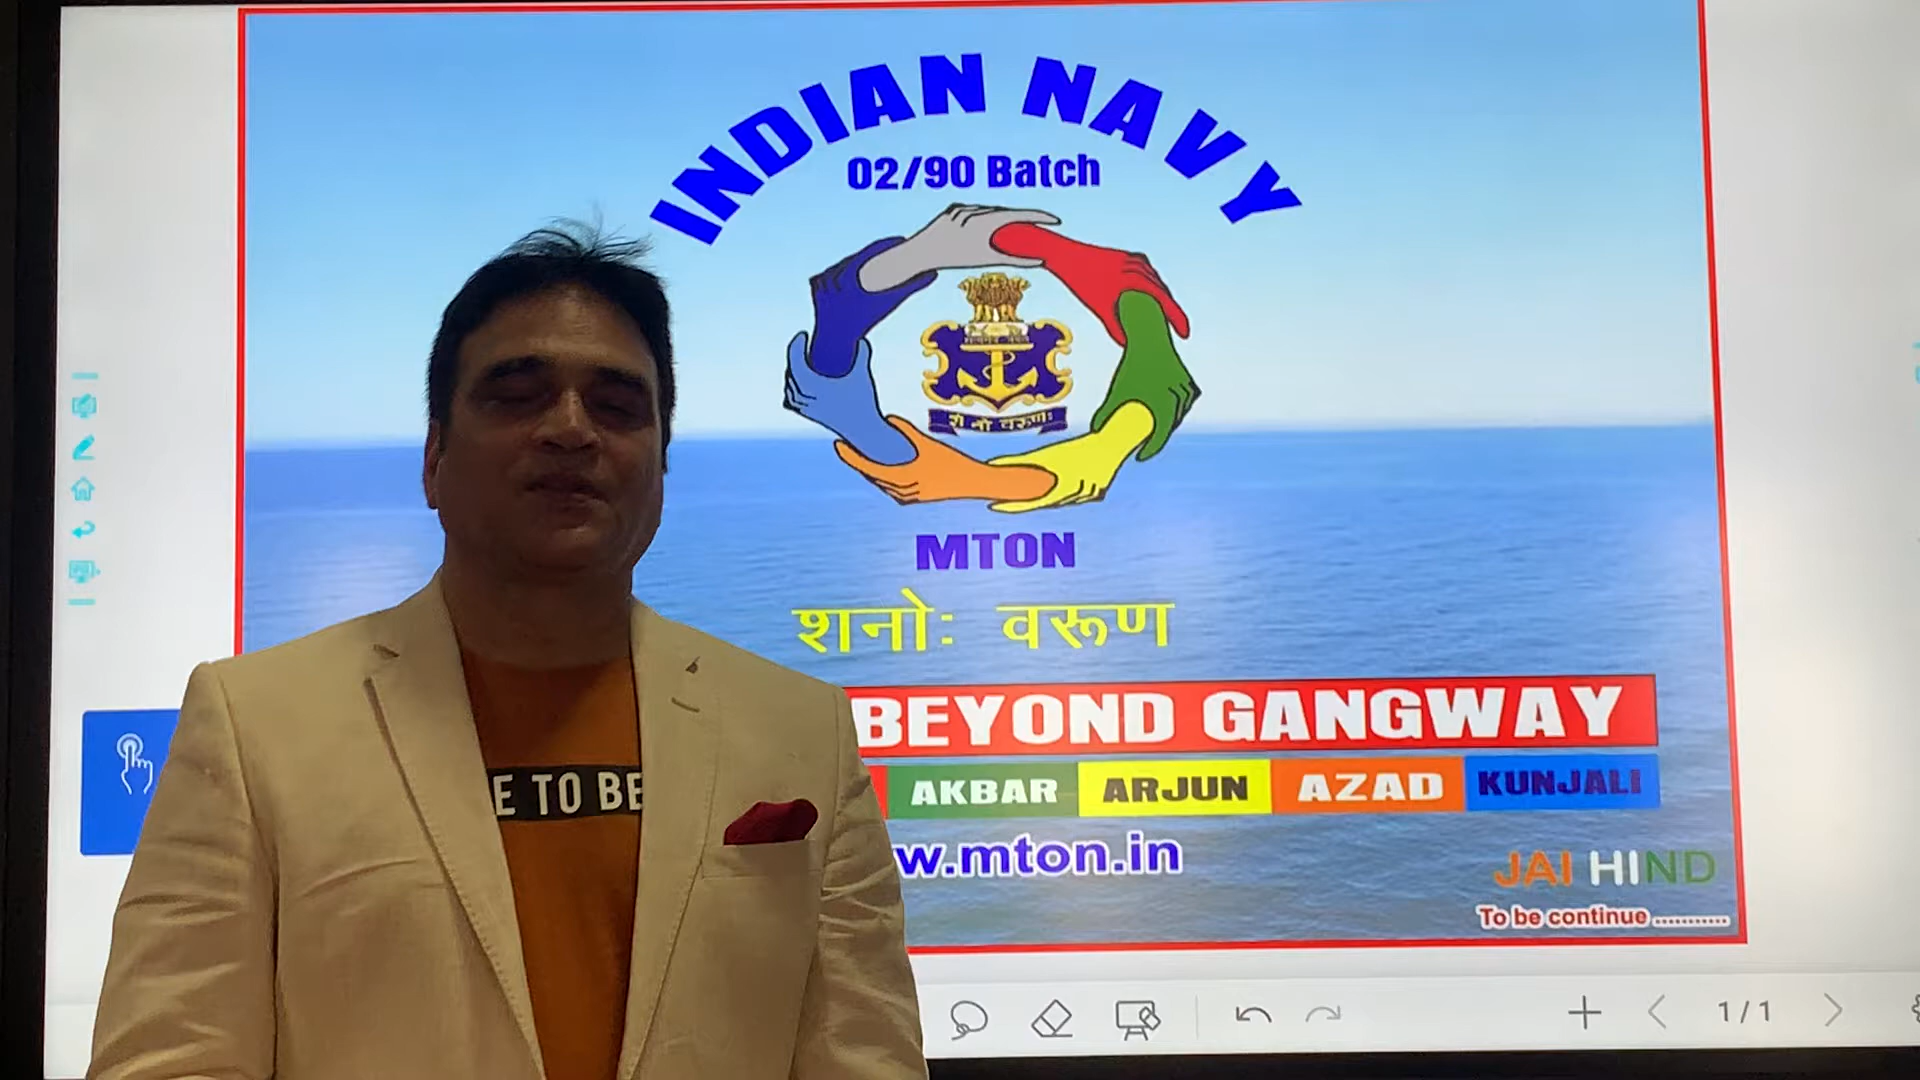 INDIAN NAVY
02/90 Batch
शं नो वरुणः
MTON
शनोः वरूण
BEYOND GANGWAY
AKBAR ARJUN AZAD KUNJALI
w.mton.in
E TO BE
JAI HIND
To be continue ...........
1/1